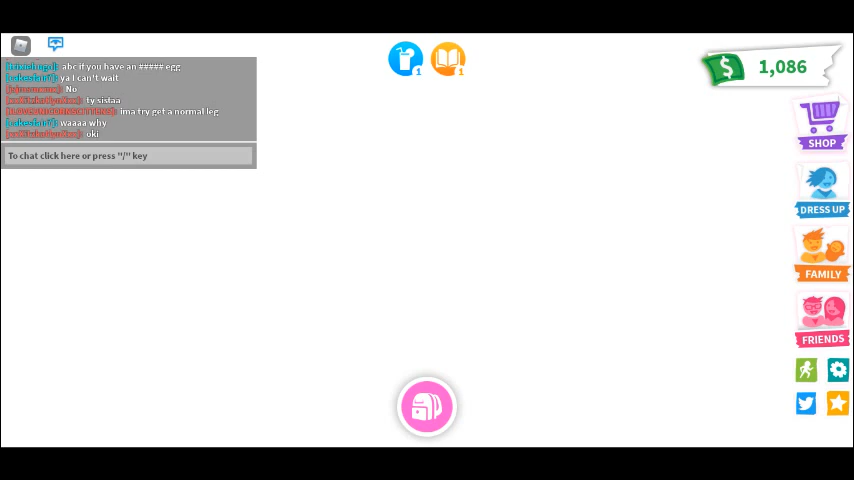 abc if you have an ##### egg
ya I can't wait
No
ty sistaa
ima try get a normal leg
waaaa why
oki
To chat click here or press "/" key
1
1
1,086
SHOP
DRESS UP
FAMILY
FRIENDS